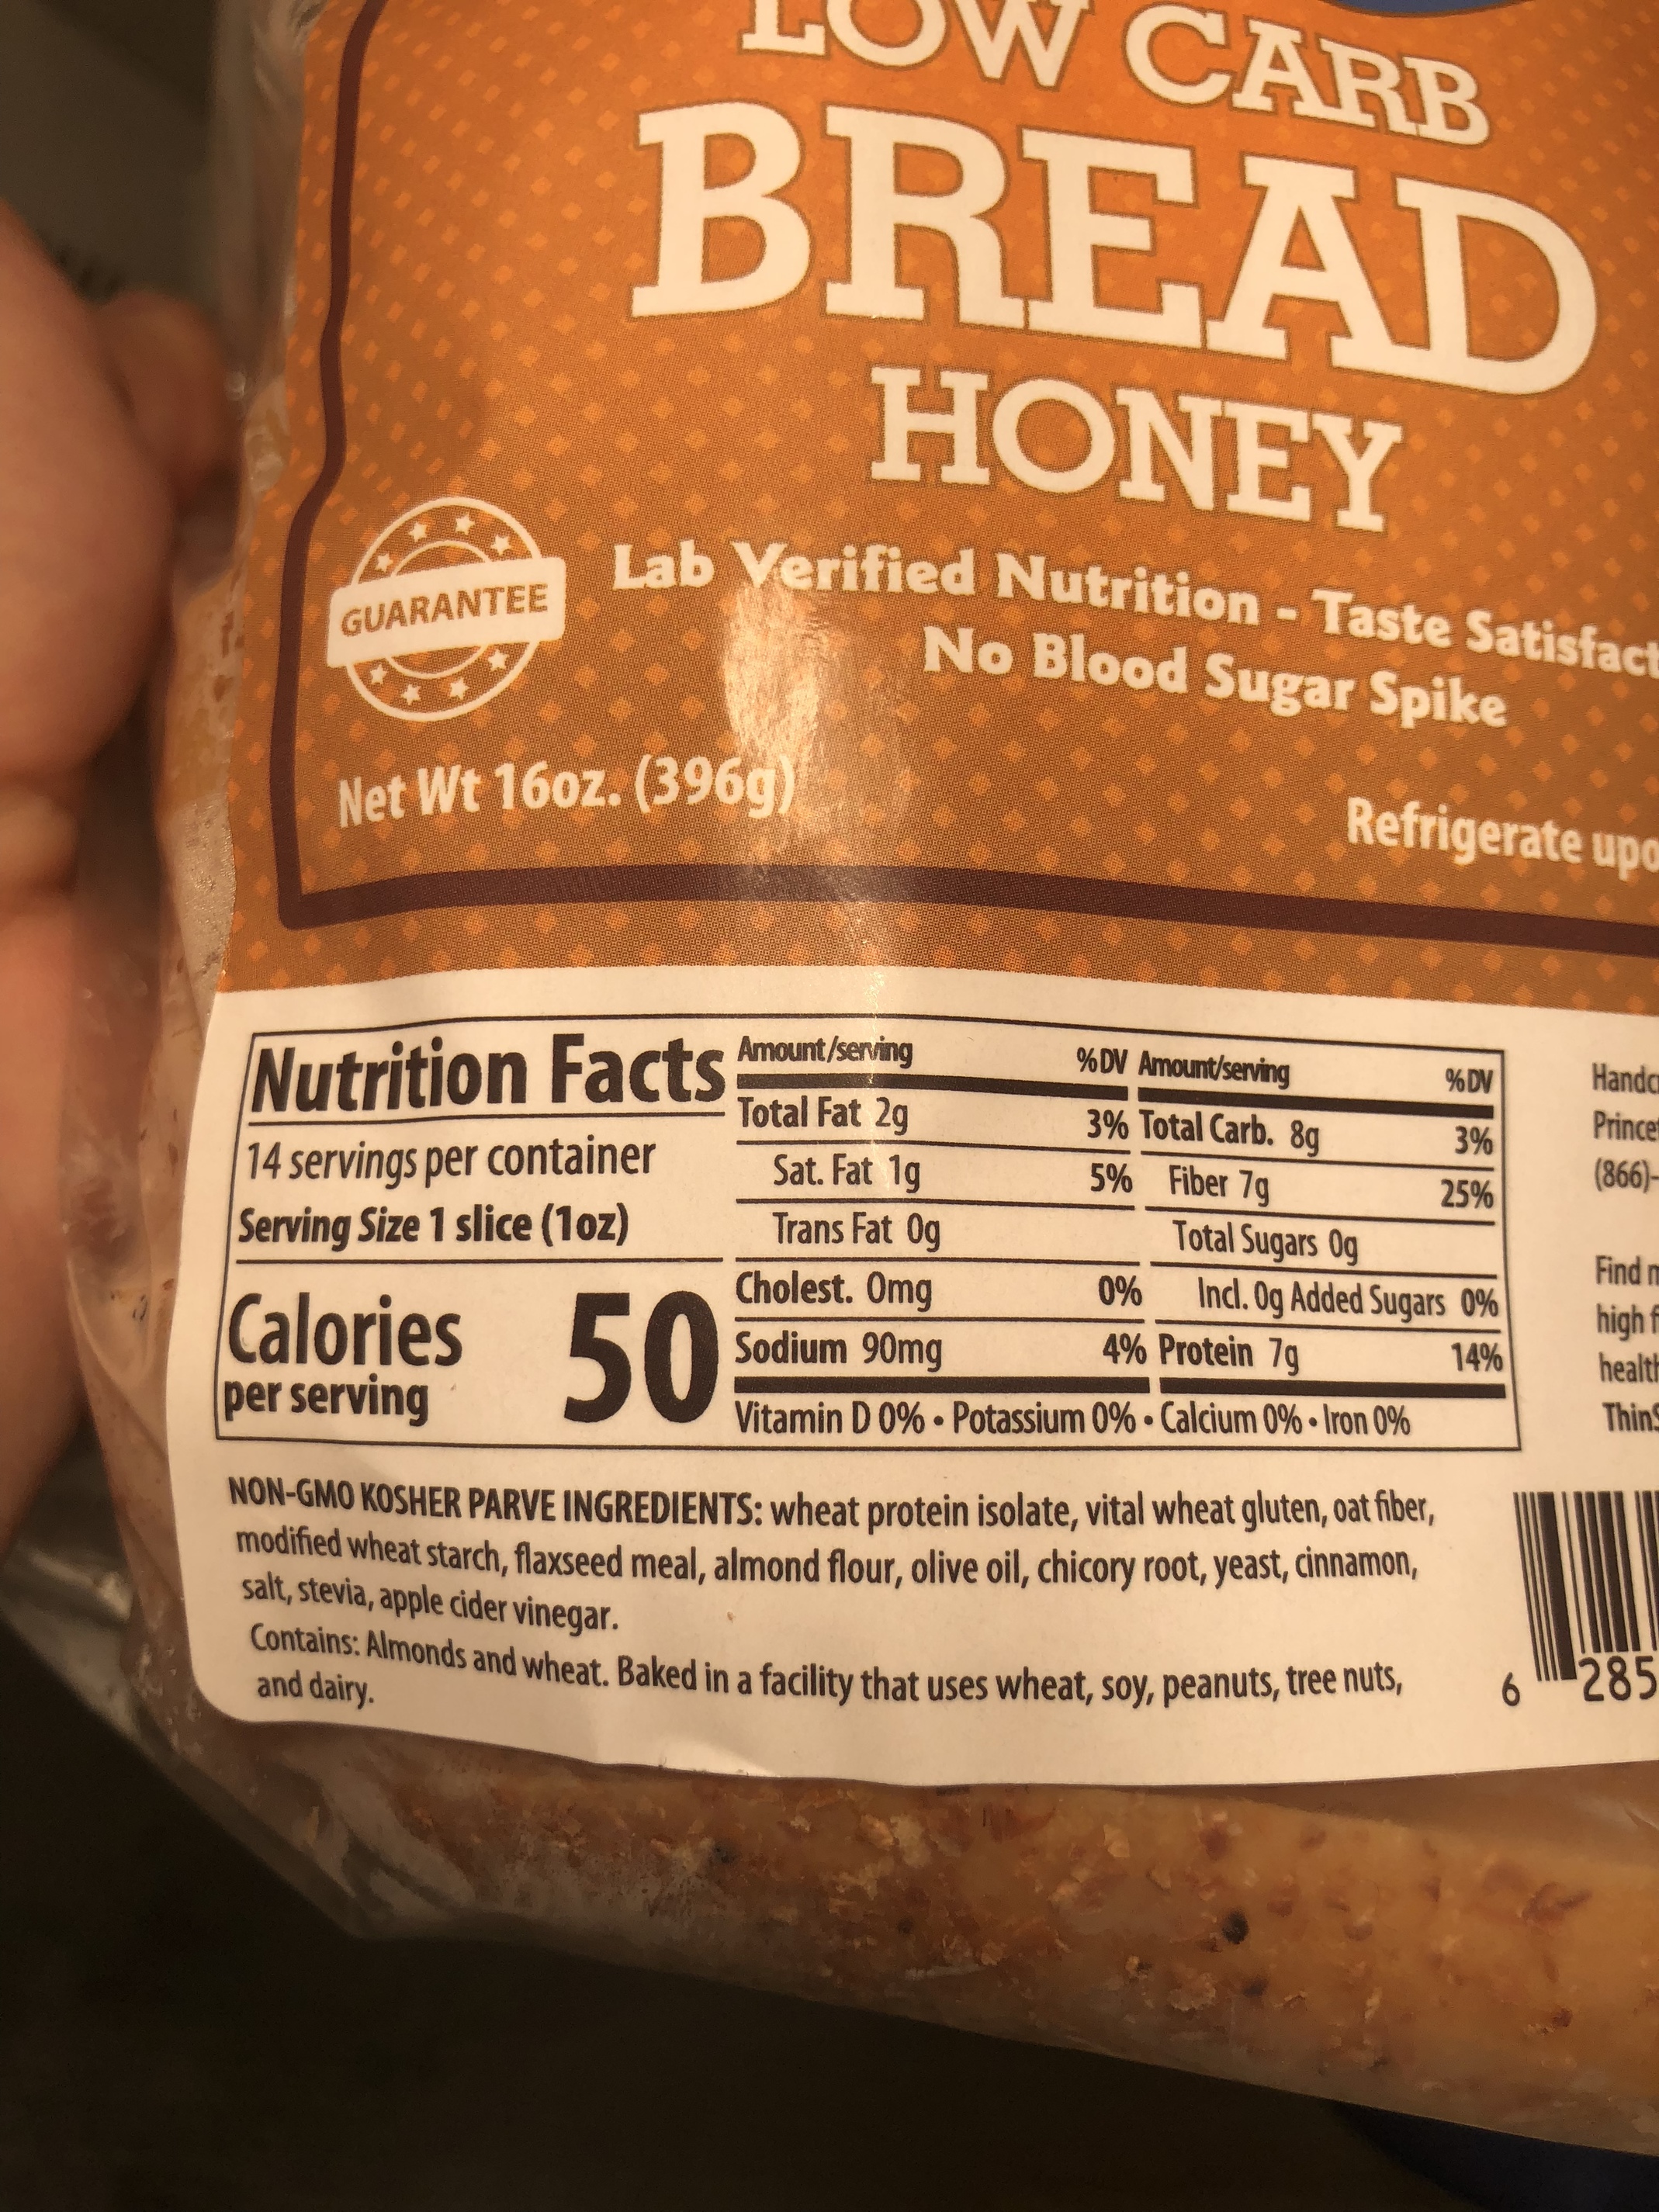 LOW CARB
BREAD
HONEY
GUARANTEE
Lab Verified Nutrition - Taste Satisfact
No Blood Sugar Spike
Net Wt 16oz. (396g)
Refrigerate upo
Nutrition Facts
14 servings per container
Serving Size 1 slice (1oz)
Calories per serving 50
Amount/serving %DV
Total Fat 2g 3%
Sat. Fat 1g 5%
Trans Fat 0g
Cholest. 0mg 0%
Sodium 90mg 4%
Amount/serving %DV
Total Carb. 8g 3%
Fiber 7g 25%
Total Sugars 0g
Incl. 0g Added Sugars 0%
Protein 7g 14%
Vitamin D 0% • Potassium 0% • Calcium 0% • Iron 0%
NON-GMO KOSHER PARVE INGREDIENTS: wheat protein isolate, vital wheat gluten, oat fiber,
modified wheat starch, flaxseed meal, almond flour, olive oil, chicory root, yeast, cinnamon,
salt, stevia, apple cider vinegar.
Contains: Almonds and wheat. Baked in a facility that uses wheat, soy, peanuts, tree nuts,
and dairy.
Handc
Prince
(866)-
Find m
high f
health
Thin
6 285